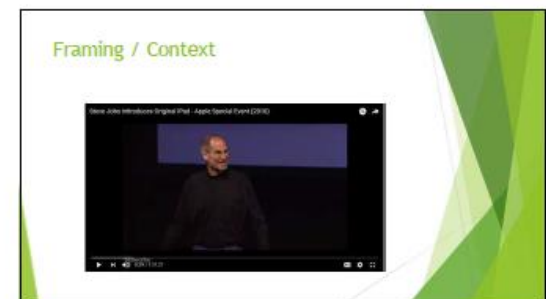 Framing / Context
Steve Jobs introduces Original iPad - Apple Special Event (2010)